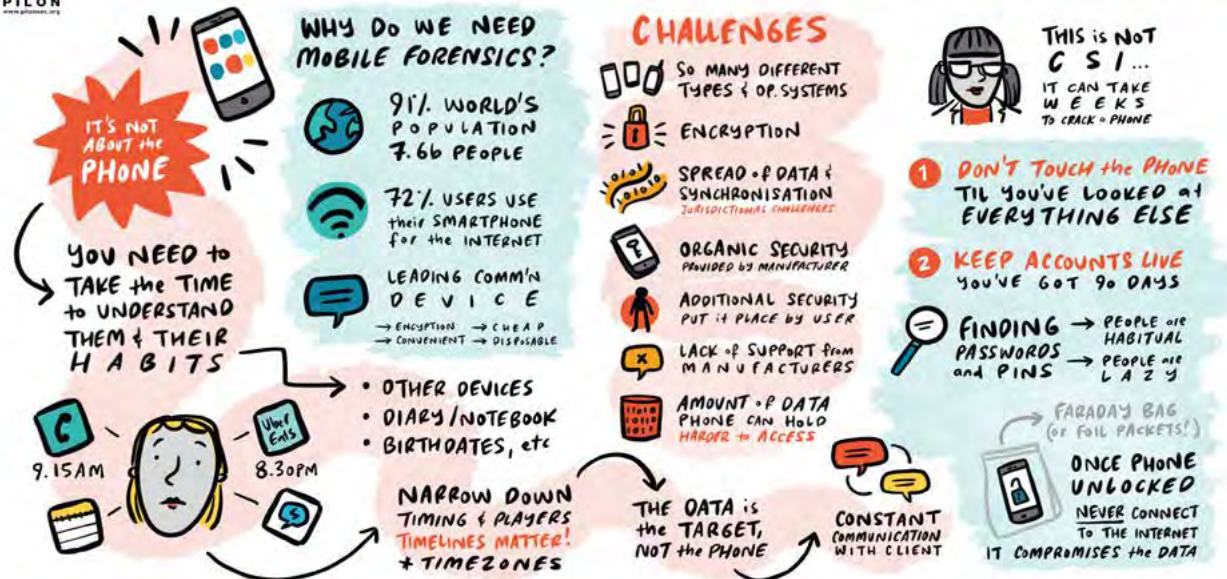 PILON
www.pilonsec.org
IT'S NOT
ABOUT the
PHONE
YOU NEED to
TAKE the TIME
to UNDERSTAND
THEM & THEIR
HABITS
9.15AM
Uber
Eats
8.30PM
WHY DO WE NEED
MOBILE FORENSICS?
91% WORLD'S
POPULATION
7.6b PEOPLE
72% USERS USE
their SMARTPHONE
for the INTERNET
LEADING COMM'N
DEVICE
→ ENCYPTION → CHEAP
→ CONVENIENT → DISPOSABLE
• OTHER DEVICES
• DIARY/NOTEBOOK
• BIRTHDATES, etc
NARROW DOWN
TIMING & PLAYERS
TIMELINES MATTER!
+ TIMEZONES
THE DATA is
the TARGET,
NOT the PHONE
CONSTANT
COMMUNICATION
WITH CLIENT
CHALLENGES
SO MANY DIFFERENT
TYPES & OP. SYSTEMS
ENCRYPTION
SPREAD of DATA &
SYNCHRONISATION
JURISDICTIONAL CHALLENGES
ORGANIC SECURITY
PROVIDED by MANUFACTURER
ADDITIONAL SECURITY
PUT it PLACE BY USER
LACK of SUPPORT from
MANUFACTURERS
AMOUNT of DATA
PHONE CAN HOLD
HARDER to ACCESS
THIS is NOT
CSI...
IT CAN TAKE
WEEKS
TO CRACK a PHONE
1 DON'T TOUCH the PHONE
TIL YOU'VE LOOKED at
EVERYTHING ELSE
2 KEEP ACCOUNTS LIVE
YOU'VE GOT 90 DAYS
FINDING
PASSWORDS
and PINS
→ PEOPLE are
HABITUAL
→ PEOPLE are
LAZY
FARADAY BAG
(or FOIL PACKETS!)
ONCE PHONE
UNLOCKED
NEVER CONNECT
TO THE INTERNET
IT COMPROMISES the DATA